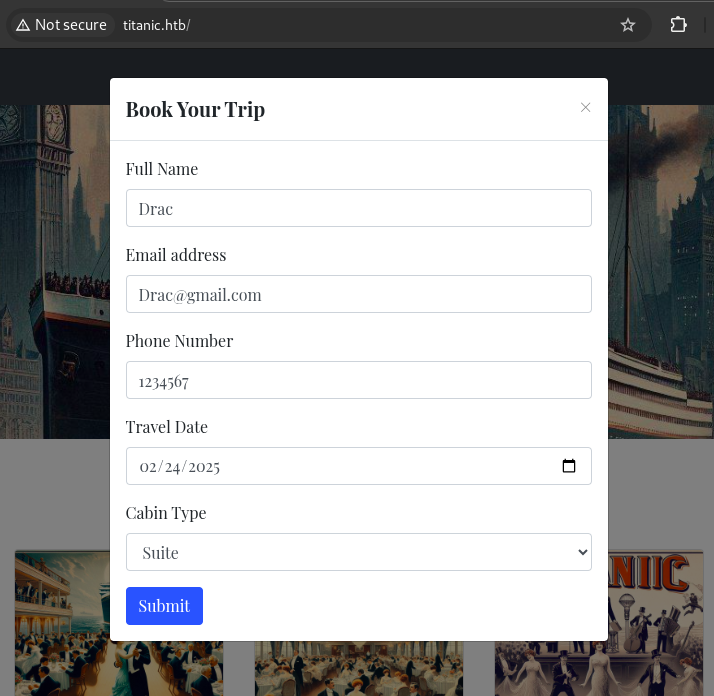 Not secure titanic.htb/
Book Your Trip ×
Full Name
Drac
Email address
Drac@gmail.com
Phone Number
1234567
Travel Date
02/24/2025
Cabin Type
Suite
Submit